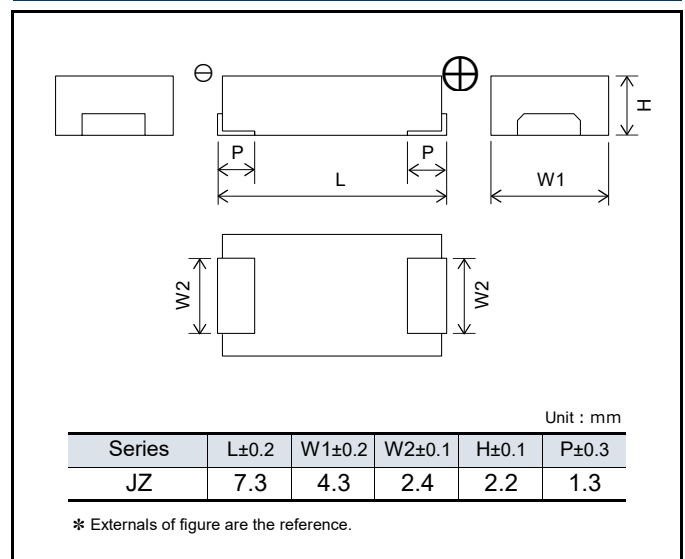 ⊖ ⊕
H
P P
L W1
W2 W2
Unit : mm
Series L±0.2 W1±0.2 W2±0.1 H±0.1 P±0.3
JZ 7.3 4.3 2.4 2.2 1.3
✻ Externals of figure are the reference.